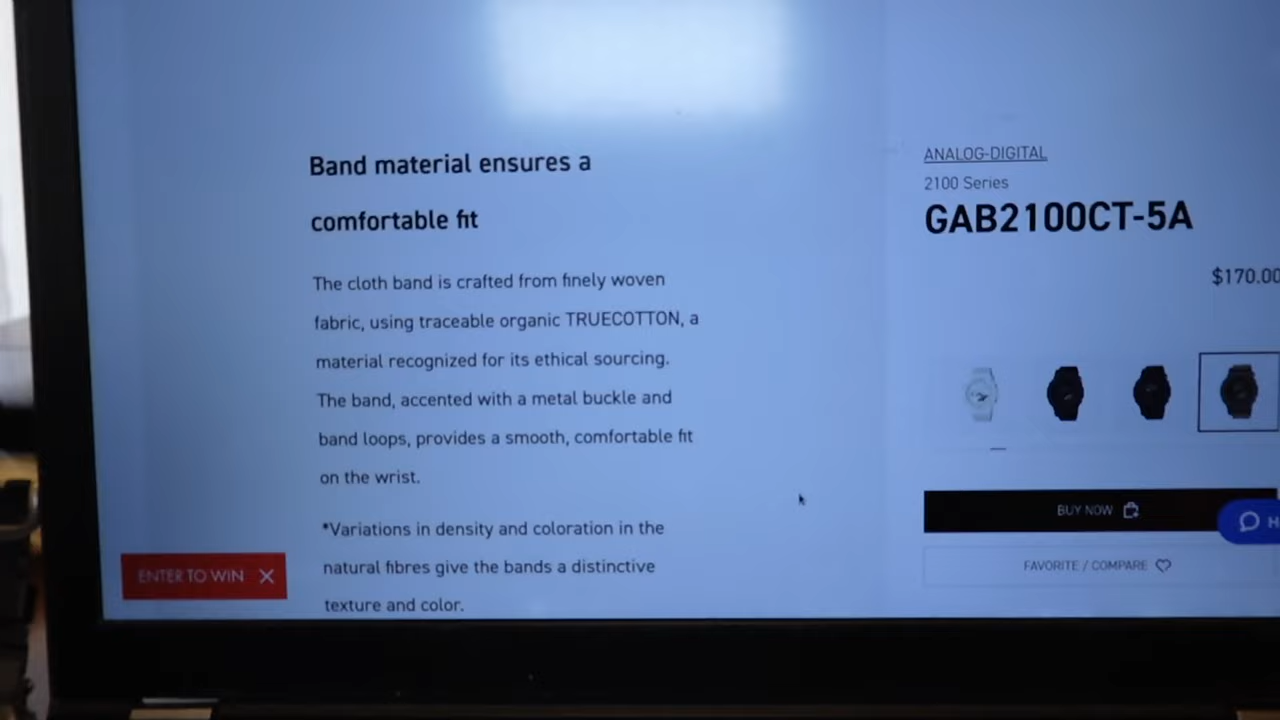 Band material ensures a
comfortable fit
The cloth band is crafted from finely woven
fabric, using traceable organic TRUECOTTON, a
material recognized for its ethical sourcing.
The band, accented with a metal buckle and
band loops, provides a smooth, comfortable fit
on the wrist.
*Variations in density and coloration in the
natural fibres give the bands a distinctive
texture and color.
ENTER TO WIN
ANALOG-DIGITAL
2100 Series
GAB2100CT-5A
$170.00
BUY NOW
H
FAVORITE / COMPARE